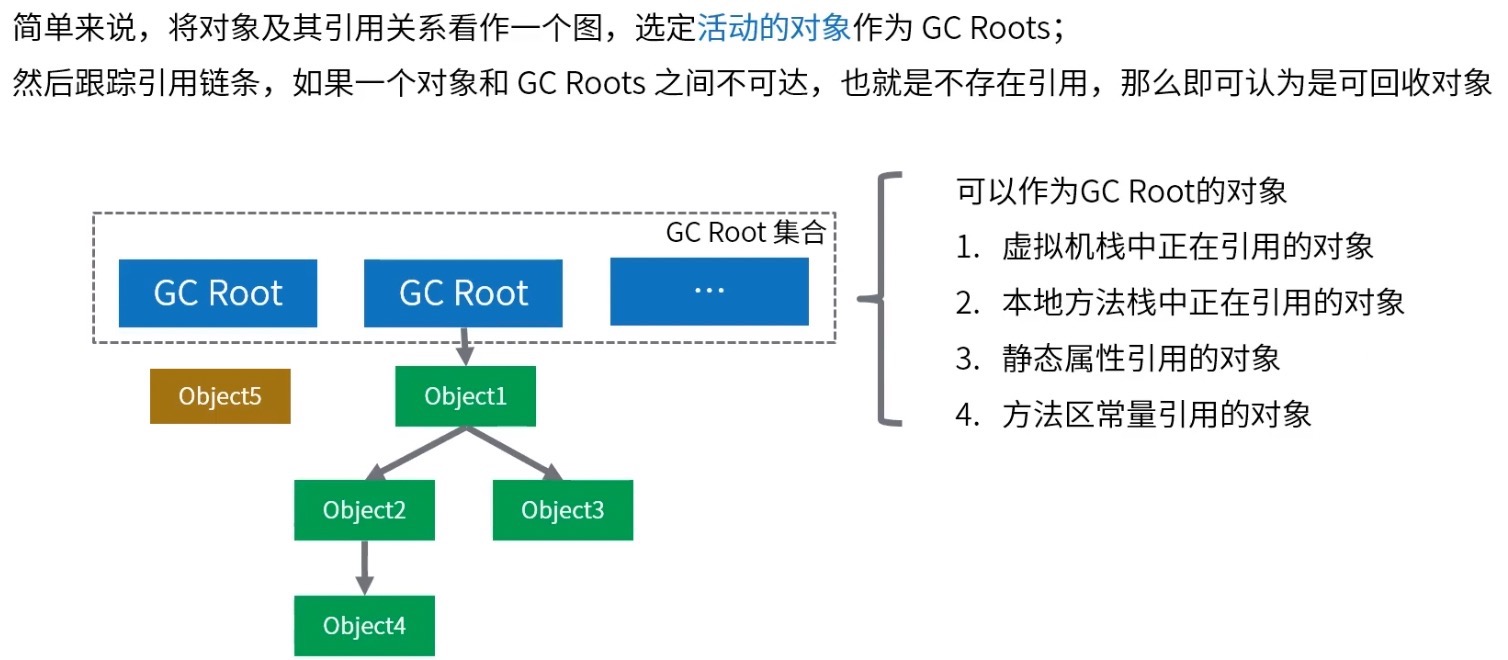 简单来说，将对象及其引用关系看作一个图，选定活动的对象作为 GC Roots；
然后跟踪引用链条，如果一个对象和 GC Roots 之间不可达，也就是不存在引用，那么即可认为是可回收对象
GC Root 集合
GC Root
GC Root
...
Object5
Object1
Object2
Object3
Object4
可以作为GC Root的对象
1. 虚拟机栈中正在引用的对象
2. 本地方法栈中正在引用的对象
3. 静态属性引用的对象
4. 方法区常量引用的对象